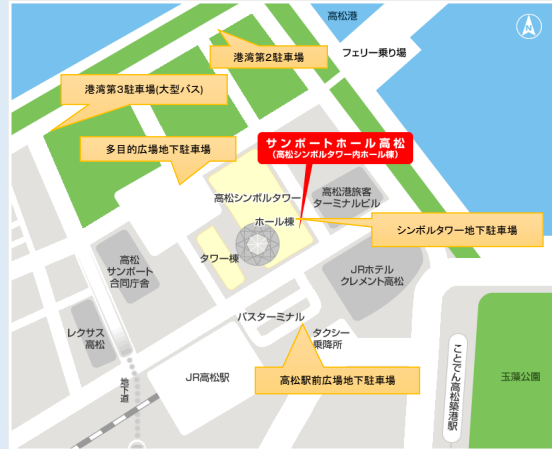 高松港
N
フェリー乗り場
港湾第2駐車場
港湾第3駐車場(大型バス)
多目的広場地下駐車場
サンポートホール高松
(高松シンボルタワー内ホール棟)
高松シンボルタワー
高松港旅客
ターミナルビル
ホール棟
シンボルタワー地下駐車場
タワー棟
高松
サンポート
合同庁舎
JRホテル
クレメント高松
バスターミナル
タクシー
乗降所
レクサス
高松
地下道
JR高松駅
高松駅前広場地下駐車場
ことでん高松築港駅
玉藻公園